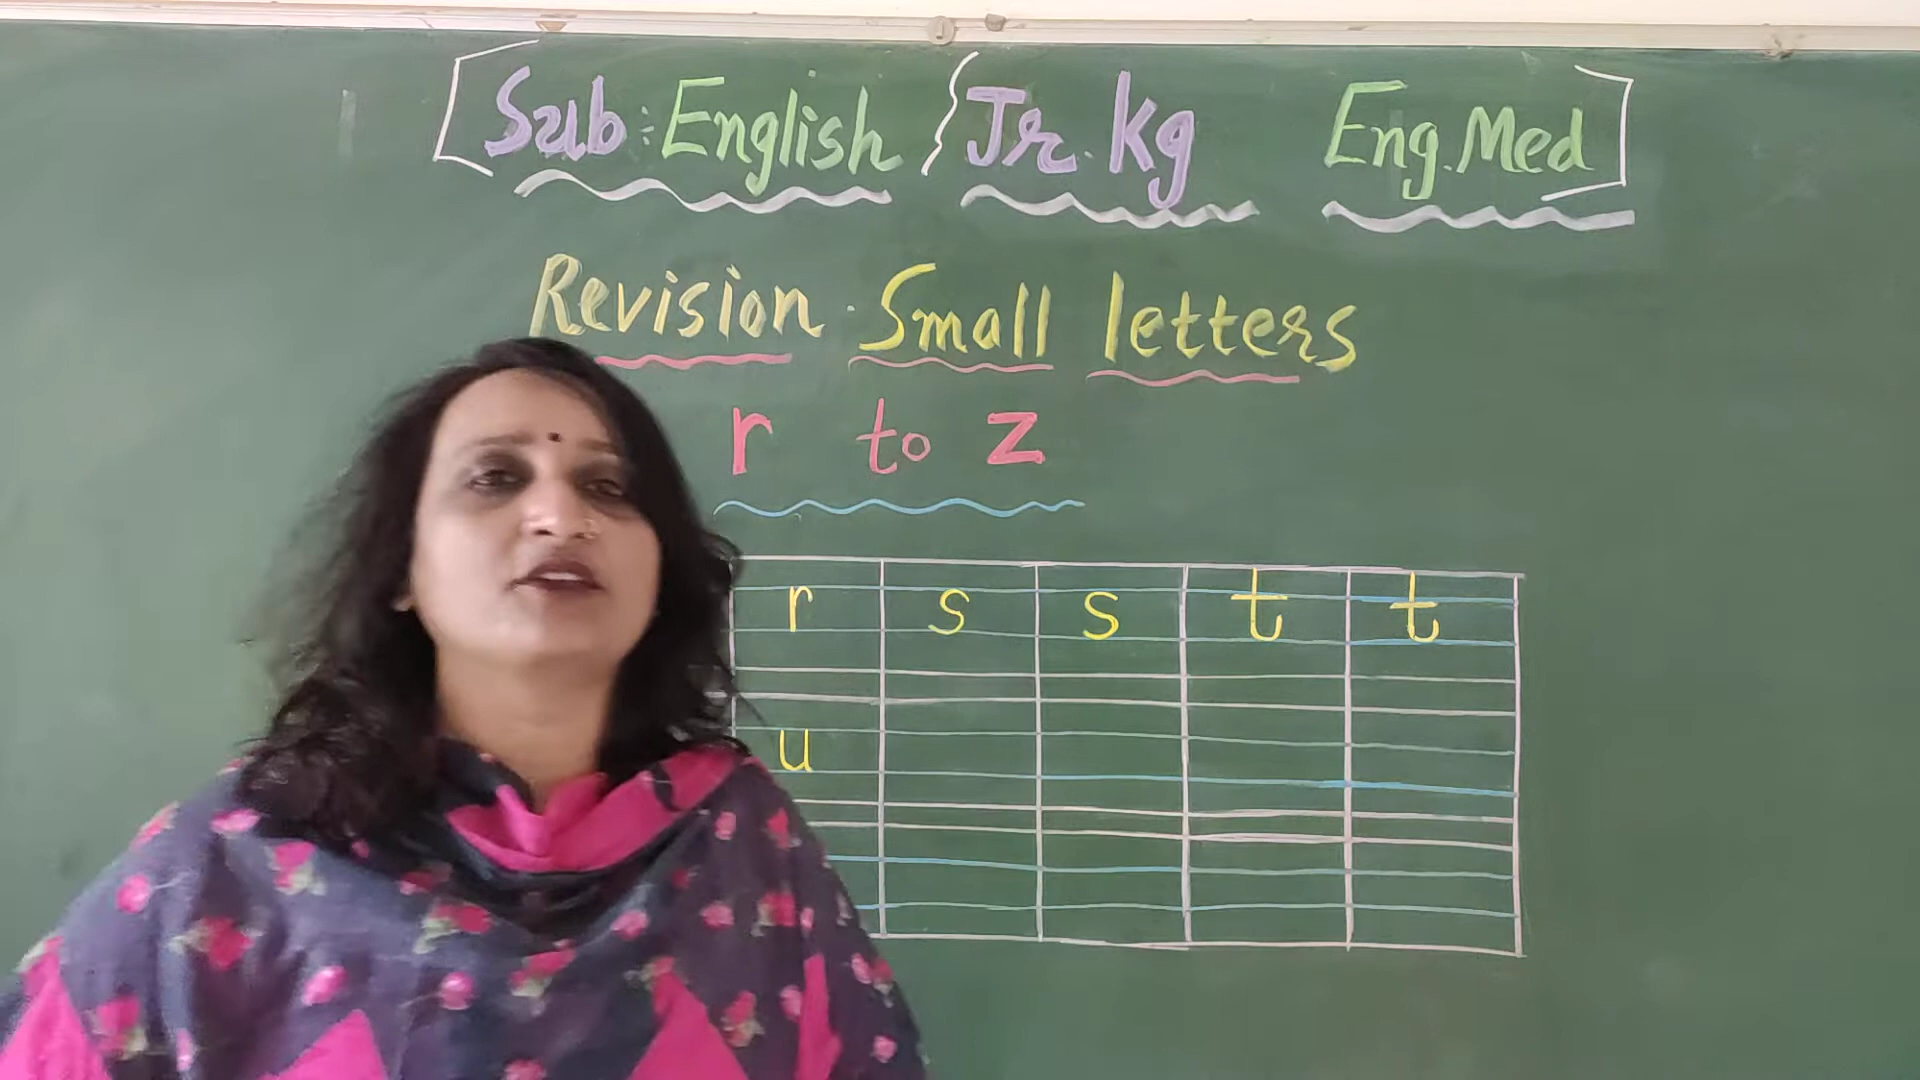 Sub: English Jr. Kg Eng. Med
Revision Small letters
r to z
r s s t t
u